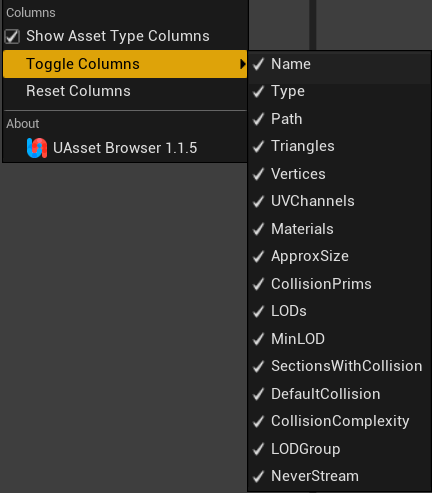 Columns
Show Asset Type Columns
Toggle Columns
Reset Columns
About
UAsset Browser 1.1.5
Name
Type
Path
Triangles
Vertices
UVChannels
Materials
ApproxSize
CollisionPrims
LODs
MinLOD
SectionsWithCollision
DefaultCollision
CollisionComplexity
LODGroup
NeverStream